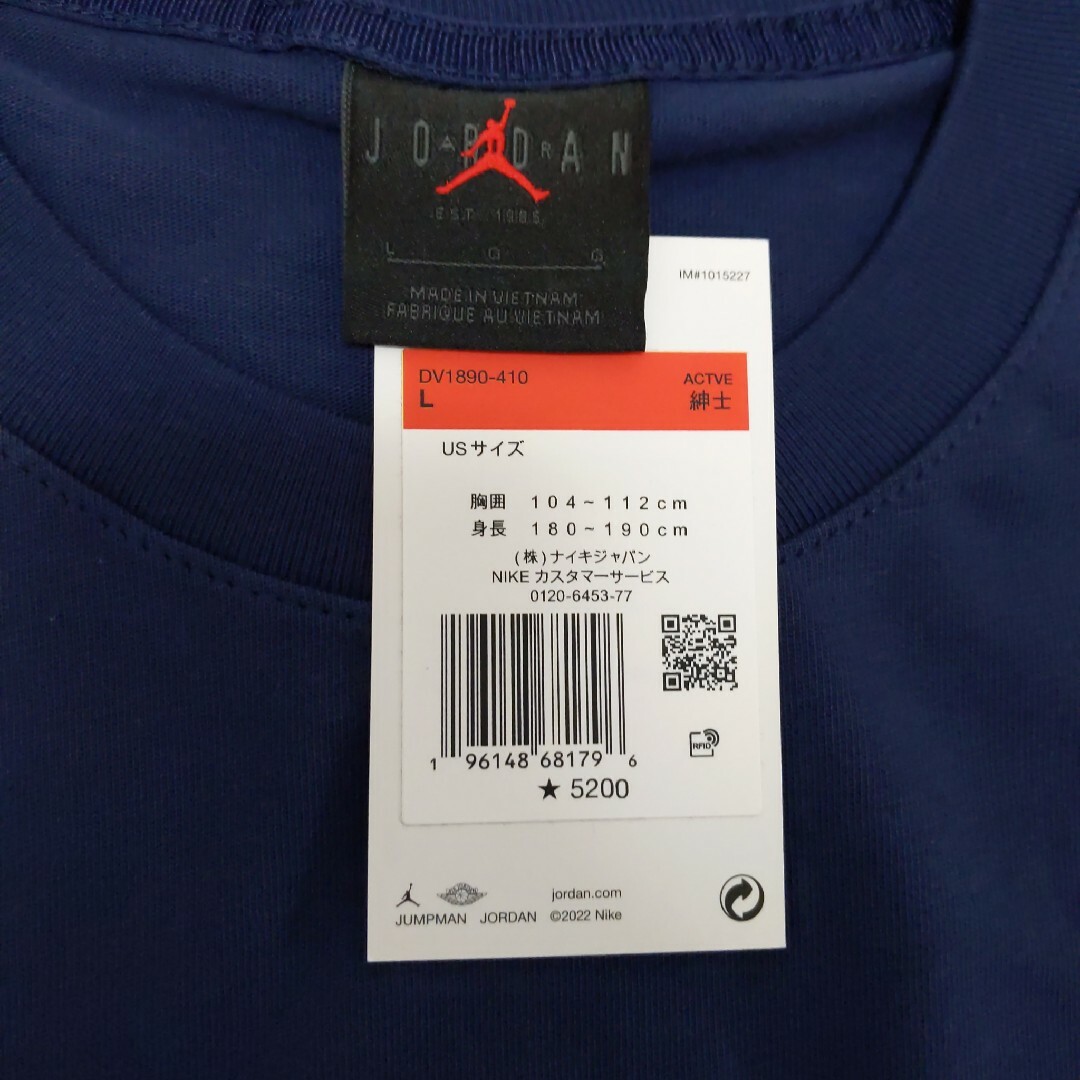 JORDAN
AIR
EST. 1985
L G G
MADE IN VIETNAM
FABRIQUE AU VIETNAM
IM#1015227
DV1890-410 ACTVE
L 紳士
USサイズ
胸囲 104~112cm
身長 180~190cm
(株)ナイキジャパン
NIKE カスタマーサービス
0120-6453-77
RFID
1 96148 68179 6
★ 5200
jordan.com
JUMPMAN JORDAN ©2022 Nike